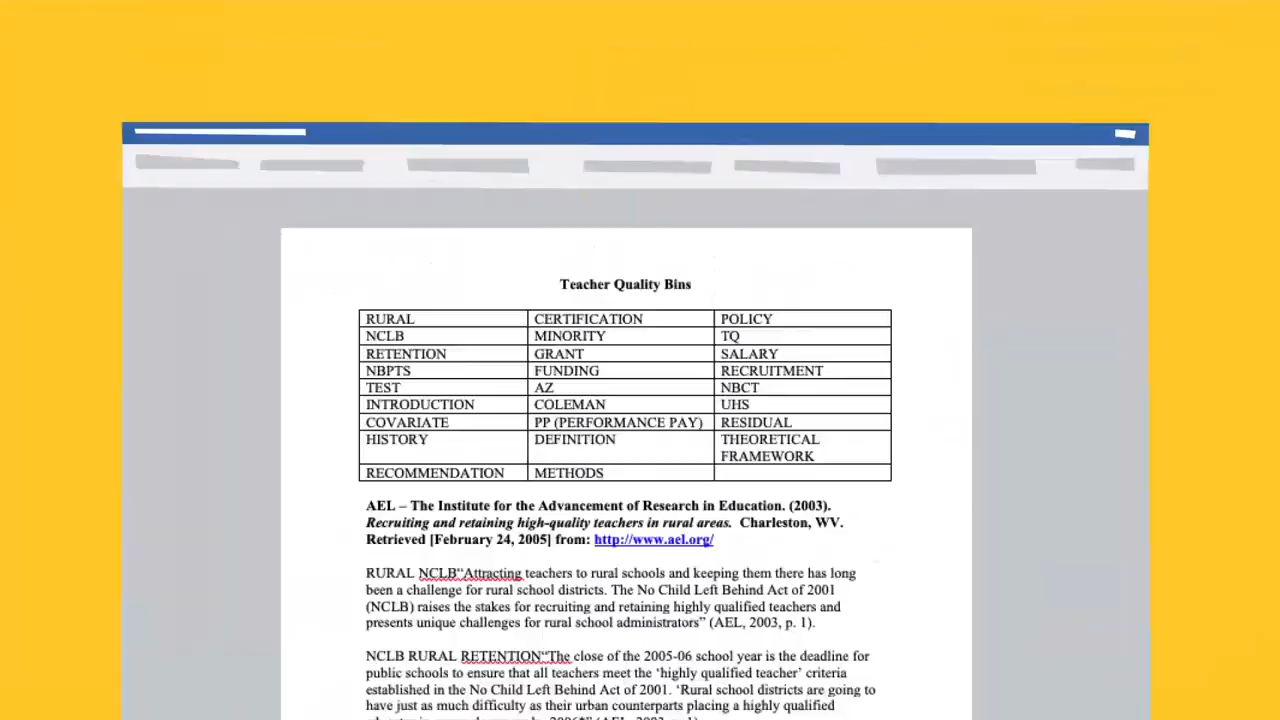 Teacher Quality Bins
RURAL CERTIFICATION POLICY
NCLB MINORITY TQ
RETENTION GRANT SALARY
NBPTS FUNDING RECRUITMENT
TEST AZ NBCT
INTRODUCTION COLEMAN UHS
COVARIATE PP (PERFORMANCE PAY) RESIDUAL
HISTORY DEFINITION THEORETICAL
FRAMEWORK
RECOMMENDATION METHODS
AEL – The Institute for the Advancement of Research in Education. (2003).
Recruiting and retaining high-quality teachers in rural areas. Charleston, WV.
Retrieved [February 24, 2005] from: http://www.ael.org/
RURAL NCLB“Attracting teachers to rural schools and keeping them there has long
been a challenge for rural school districts. The No Child Left Behind Act of 2001
(NCLB) raises the stakes for recruiting and retaining highly qualified teachers and
presents unique challenges for rural school administrators” (AEL, 2003, p. 1).
NCLB RURAL RETENTION“The close of the 2005-06 school year is the deadline for
public schools to ensure that all teachers meet the ‘highly qualified teacher’ criteria
established in the No Child Left Behind Act of 2001. ‘Rural school districts are going to
have just as much difficulty as their urban counterparts placing a highly qualified